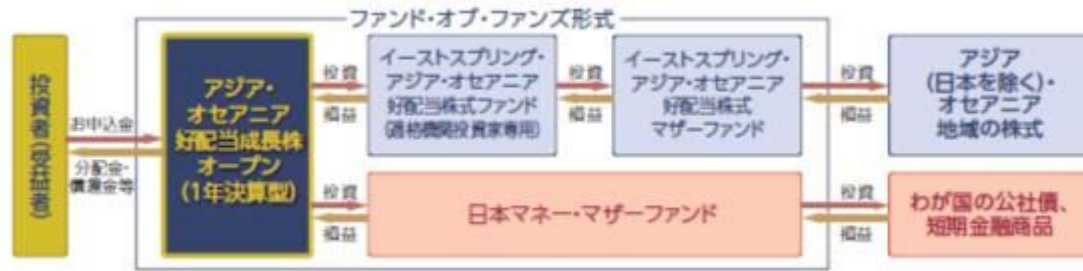 ファンド・オブ・ファンズ形式
投資者(受益者)
お申込金
分配金・
償還金等
アジア・
オセアニア
好配当成長株
オープン
(1年決算型)
投資
損益
イーストスプリング・
アジア・オセアニア
好配当株式ファンド
(適格機関投資家専用)
投資
損益
イーストスプリング・
アジア・オセアニア
好配当株式
マザーファンド
投資
損益
アジア
(日本を除く)・
オセアニア
地域の株式
投資
損益
日本マネー・マザーファンド
投資
損益
わが国の公社債、
短期金融商品